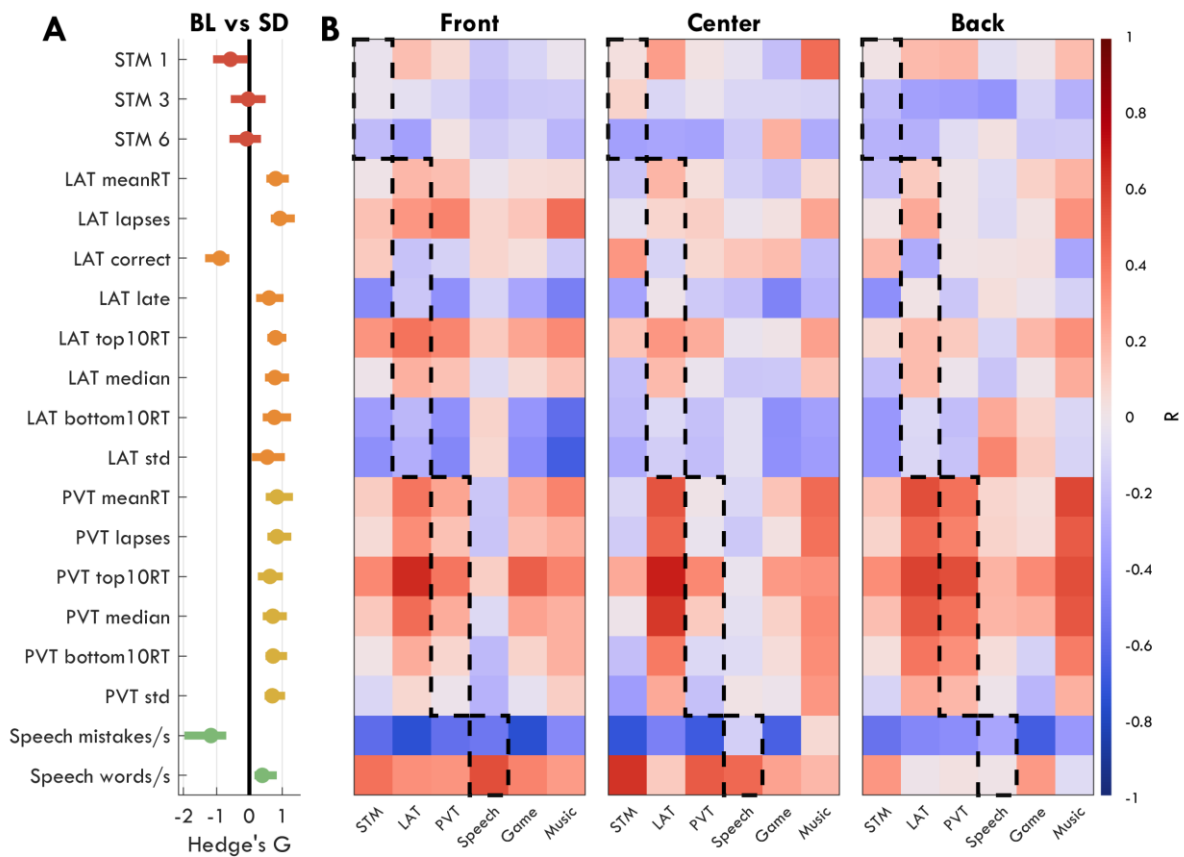 A BL vs SD
B Front Center Back
STM 1
STM 3
STM 6
LAT meanRT
LAT lapses
LAT correct
LAT late
LAT top10RT
LAT median
LAT bottom10RT
LAT std
PVT meanRT
PVT lapses
PVT top10RT
PVT median
PVT bottom10RT
PVT std
Speech mistakes/s
Speech words/s
-2 -1 0 1
Hedge's G
STM LAT PVT Speech Game Music
STM LAT PVT Speech Game Music
STM LAT PVT Speech Game Music
1
0.8
0.6
0.4
0.2
0
-0.2
-0.4
-0.6
-0.8
-1
R